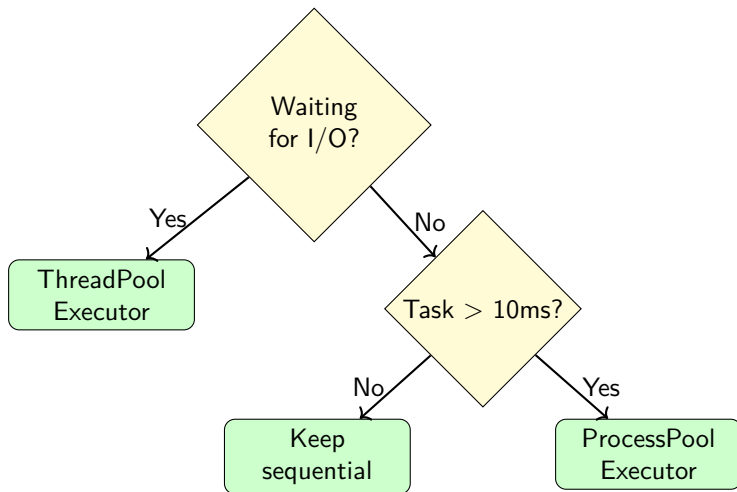 Waiting
for I/O?
Yes
No
ThreadPool
Executor
Task > 10ms?
No
Yes
Keep
sequential
ProcessPool
Executor